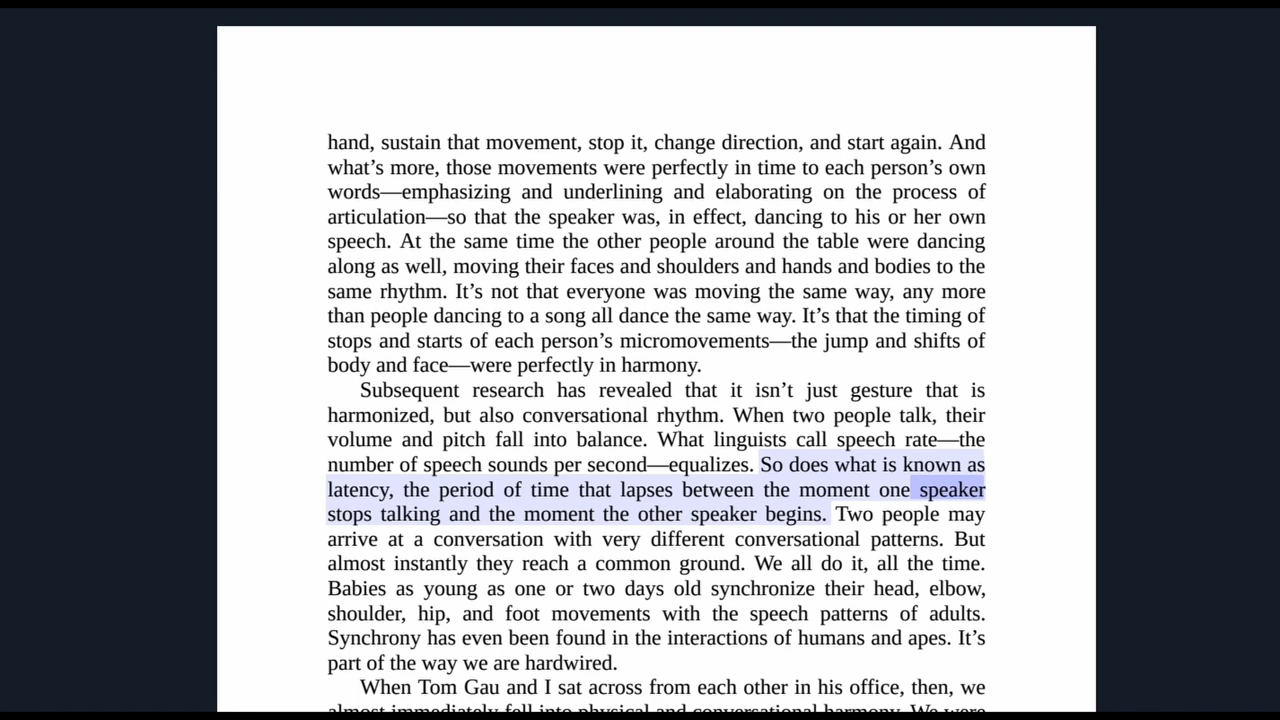 hand, sustain that movement, stop it, change direction, and start again. And
what’s more, those movements were perfectly in time to each person’s own
words—emphasizing and underlining and elaborating on the process of
articulation—so that the speaker was, in effect, dancing to his or her own
speech. At the same time the other people around the table were dancing
along as well, moving their faces and shoulders and hands and bodies to the
same rhythm. It’s not that everyone was moving the same way, any more
than people dancing to a song all dance the same way. It’s that the timing of
stops and starts of each person’s micromovements—the jump and shifts of
body and face—were perfectly in harmony.
Subsequent research has revealed that it isn’t just gesture that is
harmonized, but also conversational rhythm. When two people talk, their
volume and pitch fall into balance. What linguists call speech rate—the
number of speech sounds per second—equalizes. So does what is known as
latency, the period of time that lapses between the moment one speaker
stops talking and the moment the other speaker begins. Two people may
arrive at a conversation with very different conversational patterns. But
almost instantly they reach a common ground. We all do it, all the time.
Babies as young as one or two days old synchronize their head, elbow,
shoulder, hip, and foot movements with the speech patterns of adults.
Synchrony has even been found in the interactions of humans and apes. It’s
part of the way we are hardwired.
When Tom Gau and I sat across from each other in his office, then, we
almost immediately fell into physical and conversational harmony. We were